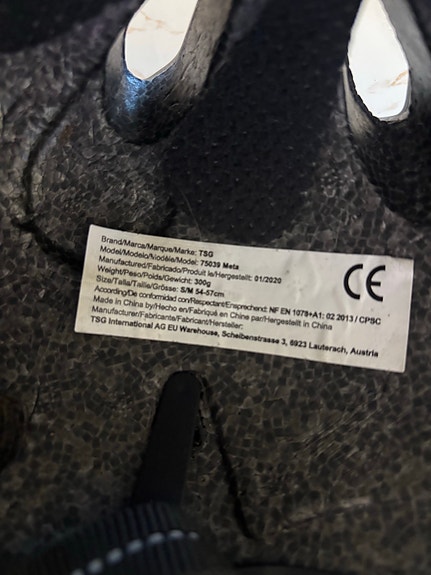 Brand/Marca/Marque/Marke: TSG
Model/Modelo/Modèle/Model: 75039 Meta
Manufactured/Fabricado/Produit le/Hergestellt: 01/2020
Weight/Peso/Poids/Gewicht: 300g
Size/Talla/Taille/Grösse: S/M 54-57cm
According/De conformidad con/Respectant/Ensprechend: NF EN 1078+A1: 02 2013 / CPSC
Made in China by/Hecho en/Fabriqué en Chine par/Hergestellt in China
Manufacturer/Fabricante/Fabricant/Hersteller:
TSG International AG EU Warehouse, Scheibenstrasse 3, 6923 Lauterach, Austria
CE